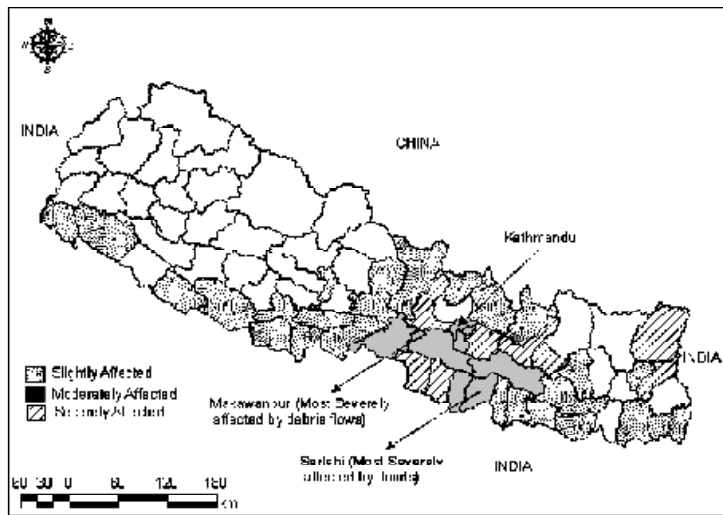 N
S
INDIA
CHINA
Kathmandu
INDIA
Slightly Affected
Moderately Affected
Severely Affected
Makawanpur (Most Severely
affected by debris flows)
Sarlahi (Most Severely
affected by floods)
INDIA
60 30 0 60 120 180
Km